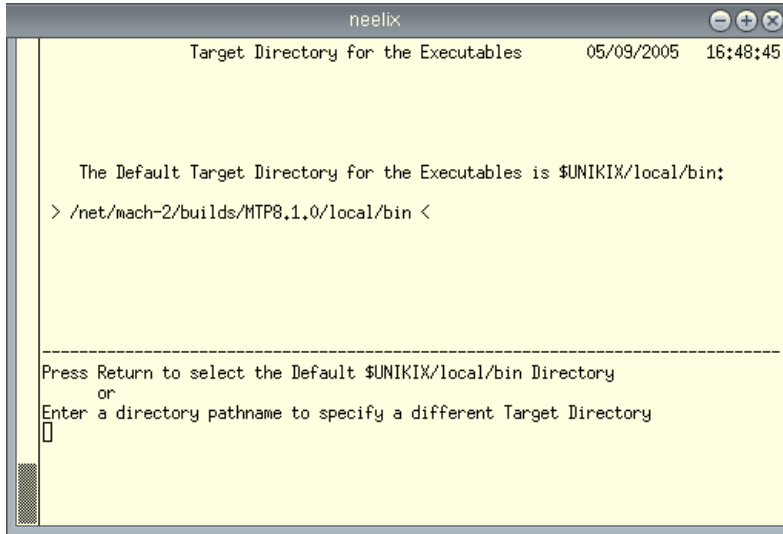 neelix
Target Directory for the Executables 05/09/2005 16:48:45
The Default Target Directory for the Executables is $UNIKIX/local/bin:
> /net/mach-2/builds/MTP8.1.0/local/bin <
--------------------------------------------------------------------------------
Press Return to select the Default $UNIKIX/local/bin Directory
or
Enter a directory pathname to specify a different Target Directory